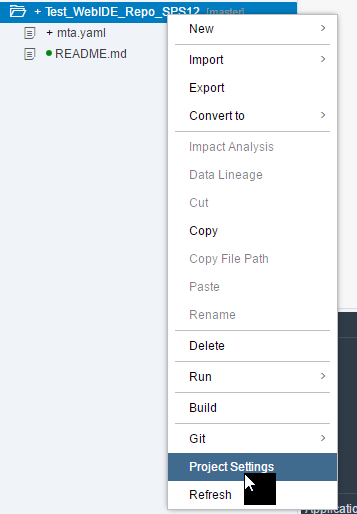 + Test_WebIDE_Repo_SPS12 [master]
+ mta.yaml
README.md
New
Import
Export
Convert to
Impact Analysis
Data Lineage
Cut
Copy
Copy File Path
Paste
Rename
Delete
Run
Build
Git
Project Settings
Refresh